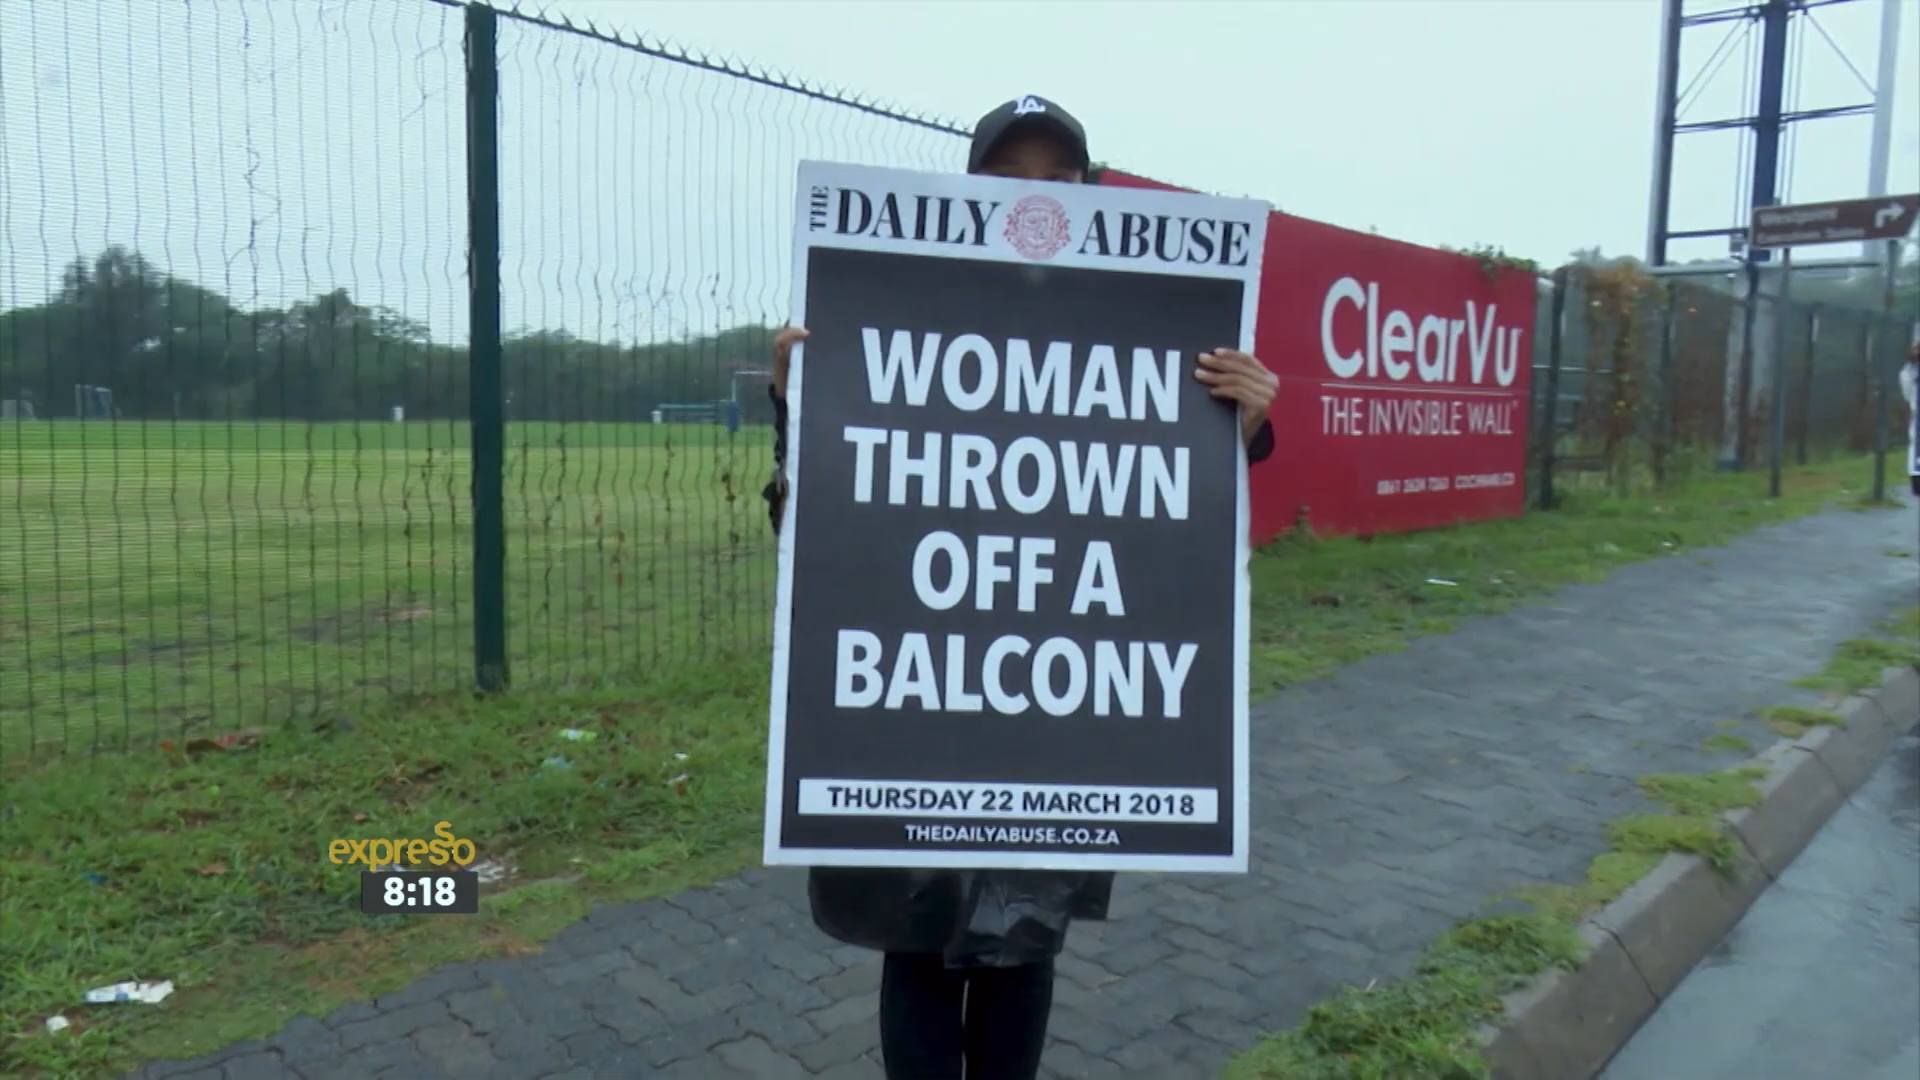 LA
THE DAILY ABUSE
WOMAN
THROWN
OFF A
BALCONY
THURSDAY 22 MARCH 2018
THEDAILYABUSE.CO.ZA
ClearVu
THE INVISIBLE WALL
expresso
8:18